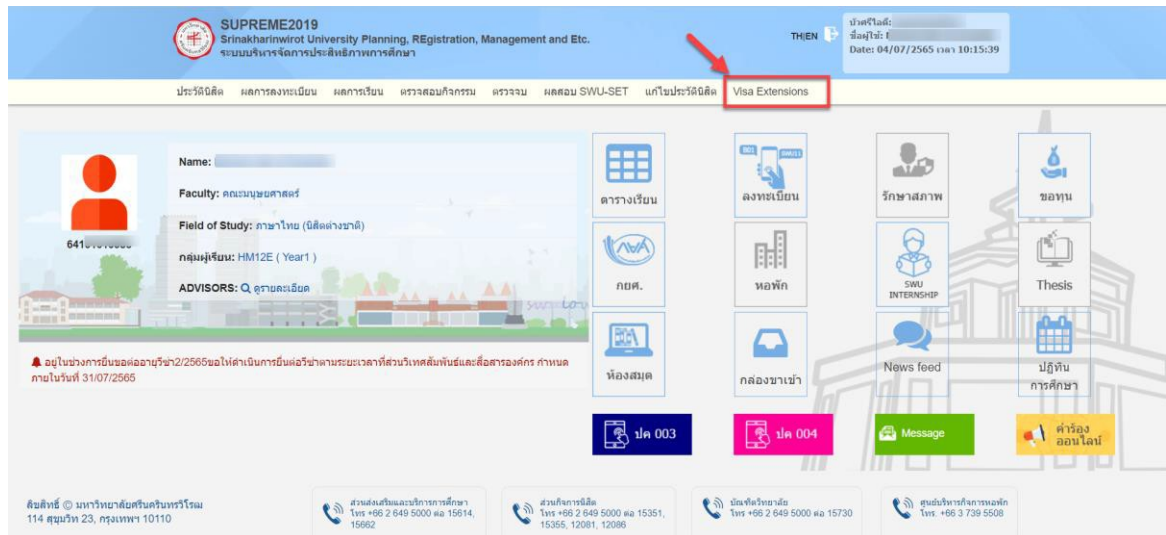 SUPREME2019
Srinakharinwirot University Planning, REgistration, Management and Etc.
ระบบบริหารจัดการประสิทธิภาพการศึกษา
TH|EN
บัวศรีไอดี:
ชื่อผู้ใช้:
Date: 04/07/2565 เวลา 10:15:39
ประวัตินิสิต ผลการลงทะเบียน ผลการเรียน ตรวจสอบกิจกรรม ตรวจจบ ผลสอบ SWU-SET แก้ไขประวัตินิสิต Visa Extensions
Name:
Faculty: คณะมนุษยศาสตร์
Field of Study: ภาษาไทย (นิสิตต่างชาติ)
641
กลุ่มผู้เรียน: HM12E ( Year1 )
ADVISORS: ดูรายละเอียด
ตารางเรียน
B01
SWU11
ลงทะเบียน
รักษาสภาพ
ขอทุน
กยศ.
หอพัก
SWU
INTERNSHIP
Thesis
อยู่ในช่วงการยื่นขอต่ออายุวีซ่า2/2565ขอให้ดำเนินการยื่นต่อวีซ่าตามระยะเวลาที่ส่วนวิเทศสัมพันธ์และสื่อสารองค์กร กำหนด
ภายในวันที่ 31/07/2565
ห้องสมุด
กล่องขาเข้า
News feed
ปฏิทิน
การศึกษา
ปค 003
ปค 004
Message
คำร้อง
ออนไลน์
ลิขสิทธิ์ © มหาวิทยาลัยศรีนครินทรวิโรฒ
114 สุขุมวิท 23, กรุงเทพฯ 10110
ส่วนส่งเสริมและบริการการศึกษา
โทร +66 2 649 5000 ต่อ 15614,
15662
ส่วนกิจการนิสิต
โทร +66 2 649 5000 ต่อ 15351,
15355, 12081, 12086
บัณฑิตวิทยาลัย
โทร +66 2 649 5000 ต่อ 15730
ศูนย์บริหารกิจการหอพัก
โทร. +66 3 739 5508